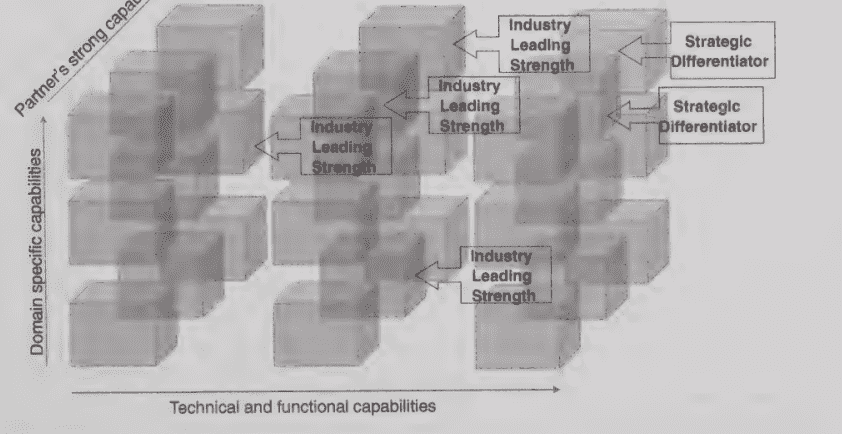 Partner's strong
Industry
Leading
Strength
Strategic
Differentiator
Industry
Leading
Strength
Strategic
Differentiator
Industry
Leading
Strength
Domain specific capabilities
Industry
Leading
Strength
Technical and functional capabilities